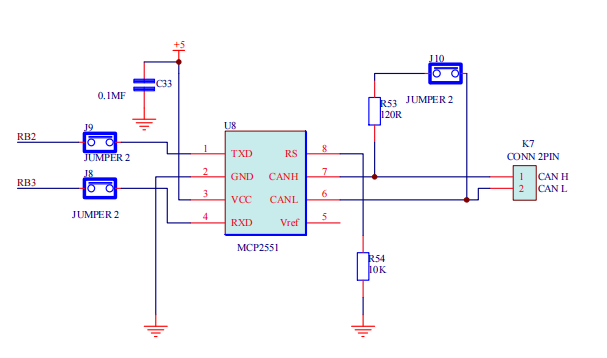 +5
C33
0.1MF
J10
JUMPER 2
R53
120R
RB2
J9
JUMPER 2
U8
K7
CONN 2PIN
1 TXD RS 8
2 GND CANH 7
1 CAN H
RB3
J8
3 VCC CANL 6
2 CAN L
JUMPER 2
4 RXD Vref 5
MCP2551
R54
10K